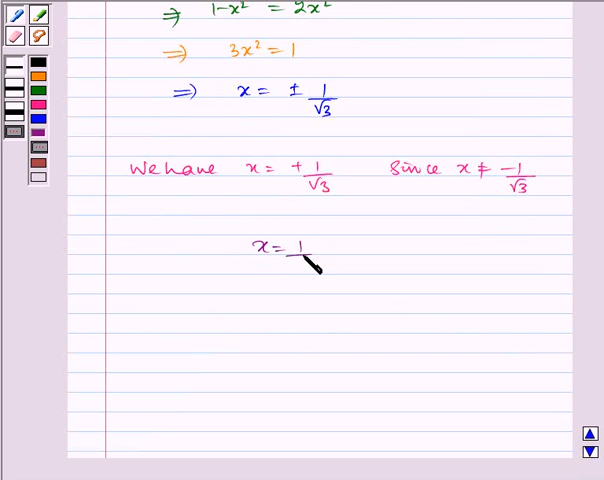 ⇒ 1-x² = 2x²
⇒ 3x² = 1
⇒ x = ± 1/√3
We have x = + 1/√3 Since x ≠ -1/√3
x = 1